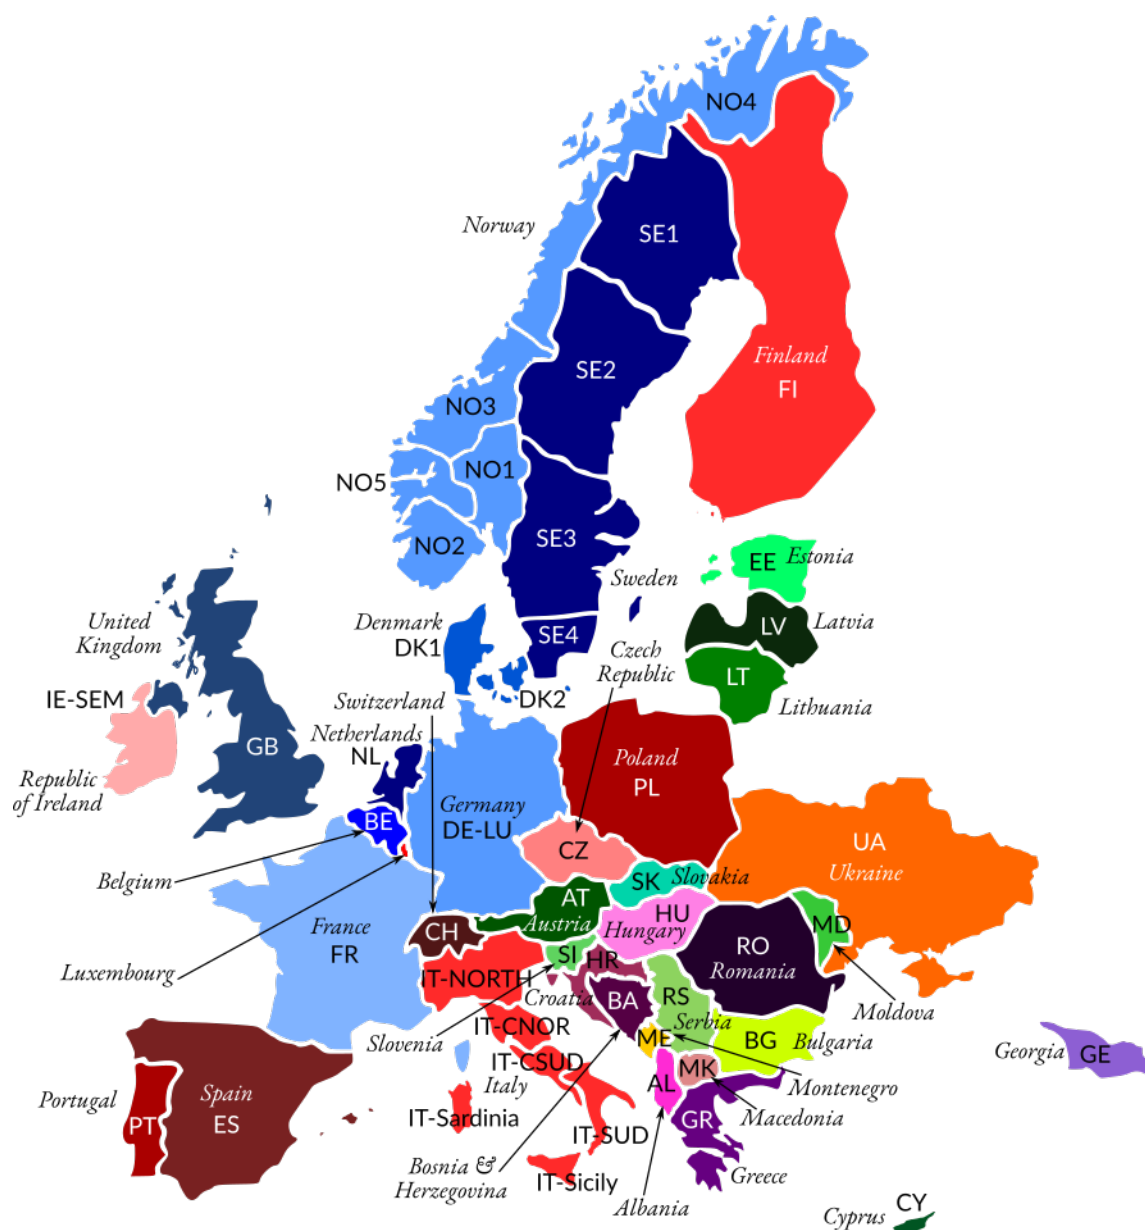 NO4
Norway
SE1
SE2
Finland
FI
NO3
NO5
NO1
NO2
SE3
EE
Estonia
Sweden
United
Kingdom
Denmark
DK1
SE4
Czech
Republic
LV
Latvia
LT
Lithuania
IE-SEM
Switzerland
DK2
Netherlands
NL
GB
Republic
of Ireland
Poland
PL
Germany
DE-LU
BE
CZ
UA
Ukraine
Belgium
SK
Slovakia
AT
Austria
HU
Hungary
MD
France
FR
CH
RO
Romania
Luxembourg
IT-NORTH
SI
HR
Croatia
BA
RS
Serbia
Moldova
Slovenia
IT-CNOR
ME
BG
Bulgaria
Georgia
GE
IT-CSUD
Italy
AL
MK
Montenegro
Portugal
PT
Spain
ES
IT-Sardinia
IT-SUD
GR
Macedonia
Bosnia &
Herzegovina
IT-Sicily
Albania
Greece
Cyprus
CY